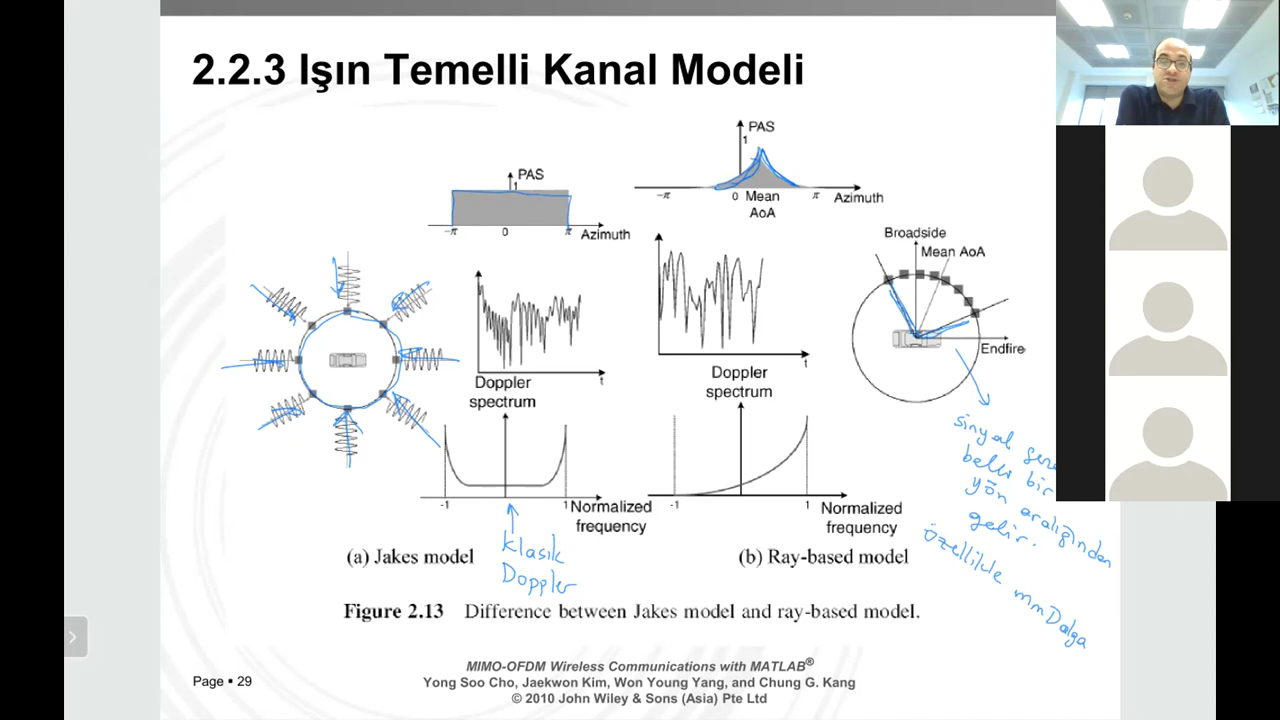 2.2.3 Işın Temelli Kanal Modeli
PAS
1
-π
0
π
Azimuth
PAS
1
-π
0
Mean
AoA
π
Azimuth
Broadside
Mean AoA
Endfire
t
Doppler
spectrum
-1
1
Normalized
frequency
t
Doppler
spectrum
-1
1
Normalized
frequency
klasik
Doppler
sinyal
belli bir
yön aralığından
gelir.
özellikle mmDalga
(a) Jakes model
(b) Ray-based model
Figure 2.13 Difference between Jakes model and ray-based model.
Page ▪ 29
MIMO-OFDM Wireless Communications with MATLAB®
Yong Soo Cho, Jaekwon Kim, Won Young Yang, and Chung G. Kang
© 2010 John Wiley & Sons (Asia) Pte Ltd